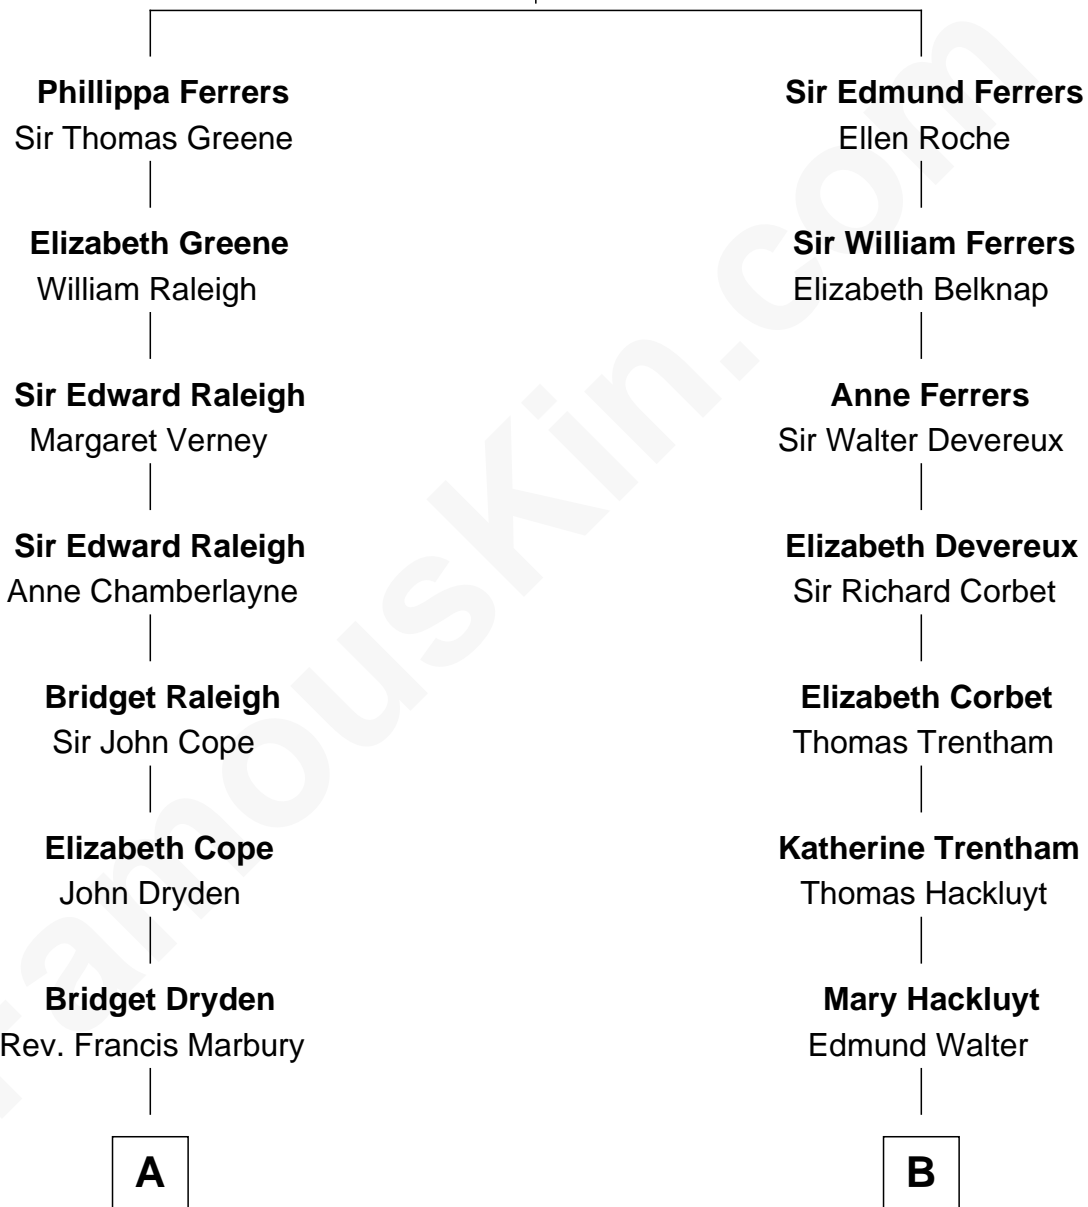 Phillippa Ferrers
Sir Thomas Greene
Elizabeth Greene
William Raleigh
Sir Edward Raleigh
Margaret Verney
Sir Edward Raleigh
Anne Chamberlayne
Bridget Raleigh
Sir John Cope
Elizabeth Cope
John Dryden
Bridget Dryden
Rev. Francis Marbury
A
Sir Edmund Ferrers
Ellen Roche
Sir William Ferrers
Elizabeth Belknap
Anne Ferrers
Sir Walter Devereux
Elizabeth Devereux
Sir Richard Corbet
Elizabeth Corbet
Thomas Trentham
Katherine Trentham
Thomas Hackluyt
Mary Hackluyt
Edmund Walter
B
FamousKin.com